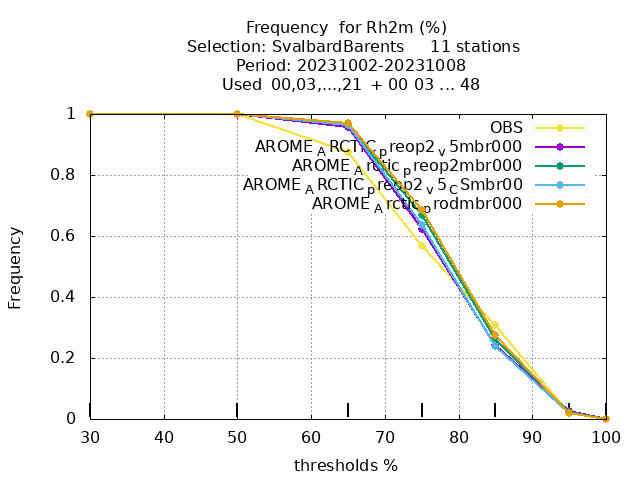 Frequency  for Rh2m (%)
Selection: SvalbardBarents     11 stations
Period: 20231002-20231008
Used  00,03,...,21  + 00 03 ... 48
1
0.8
0.6
0.4
0.2
0
Frequency
OBS
AROME_ARCTIC_preop2_v5mbr000
AROME_Arctic_preop2mbr000
AROME_ARCTIC_preop2_v5_CSmbr00
AROME_Arctic_prodmbr000
30 40 50 60 70 80 90 100
thresholds %